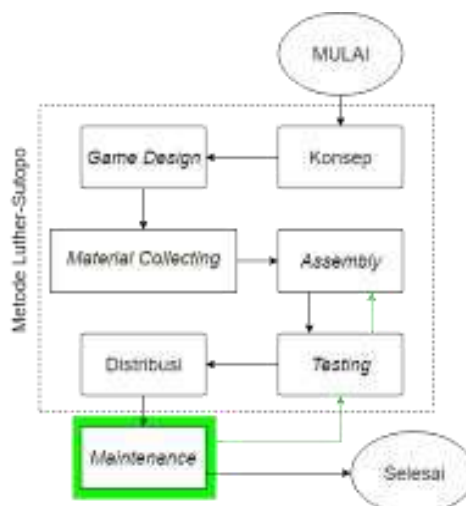 MULAI
Metode Luther-Sutopo
Game Design
Konsep
Material Collecting
Assembly
Distribusi
Testing
Maintenance
Selesai